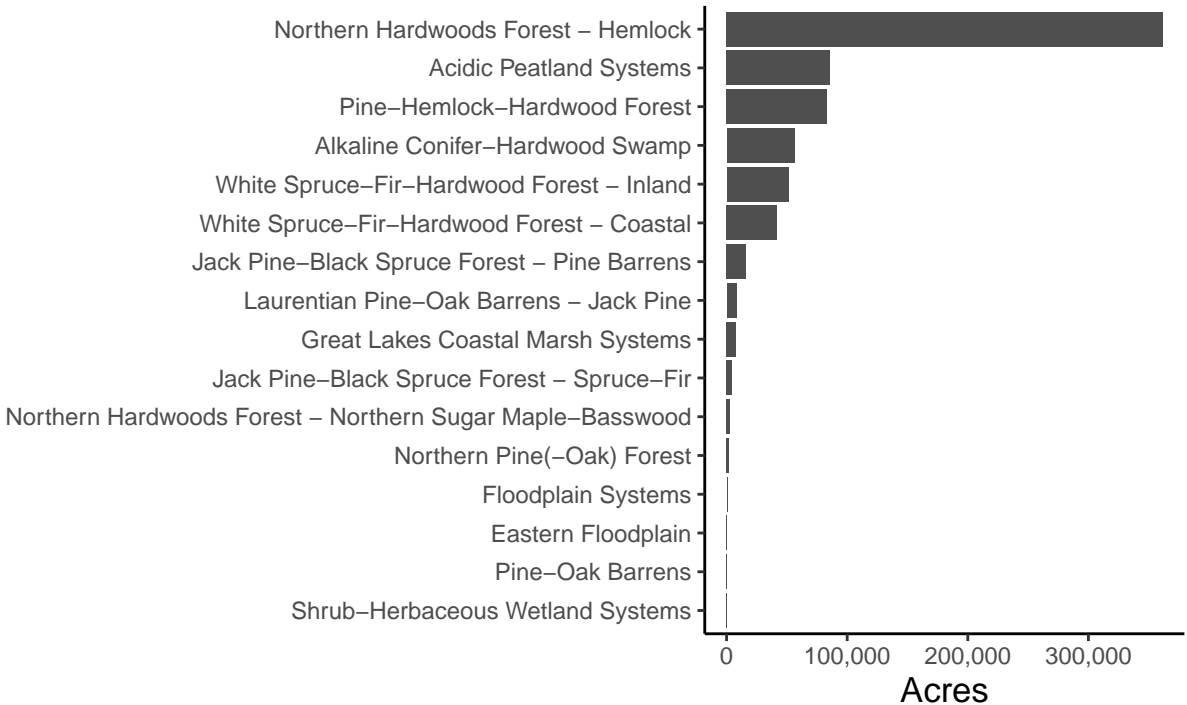 Northern Hardwoods Forest − Hemlock
Acidic Peatland Systems
Pine−Hemlock−Hardwood Forest
Alkaline Conifer−Hardwood Swamp
White Spruce−Fir−Hardwood Forest − Inland
White Spruce−Fir−Hardwood Forest − Coastal
Jack Pine−Black Spruce Forest − Pine Barrens
Laurentian Pine−Oak Barrens − Jack Pine
Great Lakes Coastal Marsh Systems
Jack Pine−Black Spruce Forest − Spruce−Fir
Northern Hardwoods Forest − Northern Sugar Maple−Basswood
Northern Pine(−Oak) Forest
Floodplain Systems
Eastern Floodplain
Pine−Oak Barrens
Shrub−Herbaceous Wetland Systems
0 100,000 200,000 300,000
Acres